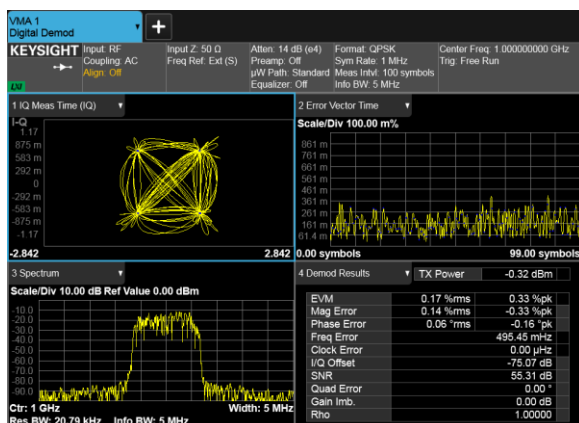 VMA 1
Digital Demod
KEYSIGHT
Input: RF
Coupling: AC
Align: Off
Input Z: 50 Ω
Freq Ref: Ext (S)
Atten: 14 dB (e4)
Preamp: Off
µW Path: Standard
Equalizer: Off
Format: QPSK
Sym Rate: 1 MHz
Meas Intvl: 100 symbols
Info BW: 5 MHz
Center Freq: 1.000000000 GHz
Trig: Free Run
LXI
1 IQ Meas Time (IQ)
I-Q
1.17
875 m
583 m
292 m
0
-292 m
-583 m
-875 m
-1.17
-2.842
2.842
2 Error Vector Time
Scale/Div 100.00 m%
861 m
761 m
661 m
561 m
461 m
361 m
261 m
161 m
61.4 m
0.00 symbols
99.00 symbols
3 Spectrum
Scale/Div 10.00 dB Ref Value 0.00 dBm
-10.0
-20.0
-30.0
-40.0
-50.0
-60.0
-70.0
-80.0
-90.0
Ctr: 1 GHz
Width: 5 MHz
Res BW: 20.79 kHz Info BW: 5 MHz
4 Demod Results
TX Power -0.32 dBm
EVM 0.17 %rms 0.33 %pk
Mag Error 0.14 %rms -0.33 %pk
Phase Error 0.06 °rms -0.16 °pk
Freq Error 495.45 mHz
Clock Error 0.00 µHz
I/Q Offset -75.07 dB
SNR 55.31 dB
Quad Error 0.00 °
Gain Imb. 0.00 dB
Rho 1.00000